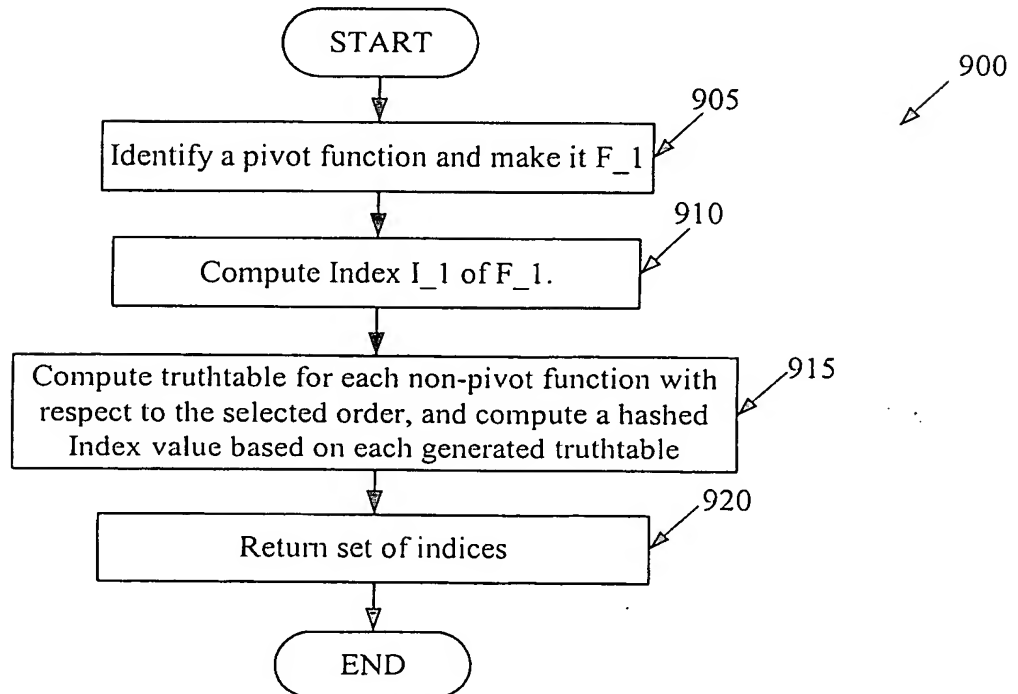 START
900
905
Identify a pivot function and make it F_1
910
Compute Index I_1 of F_1.
915
Compute truthtable for each non-pivot function with
respect to the selected order, and compute a hashed
Index value based on each generated truthtable
920
Return set of indices
END